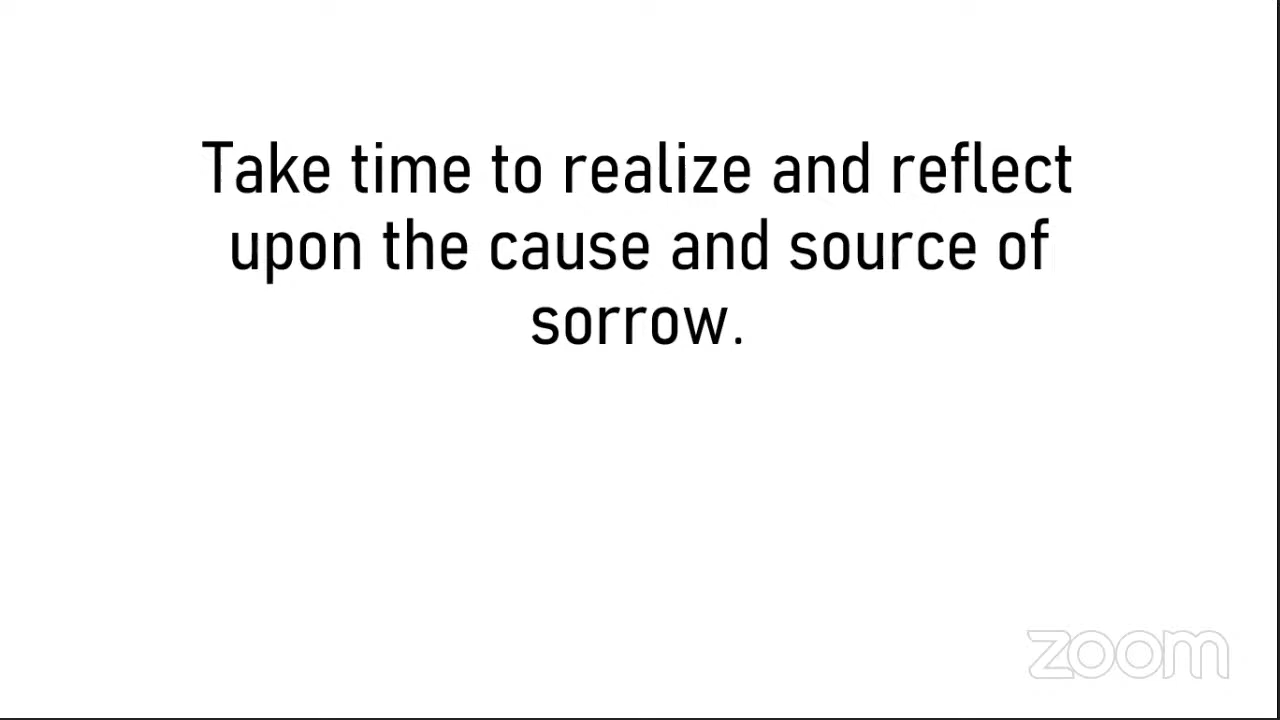 Take time to realize and reflect
upon the cause and source of
sorrow.
zoom